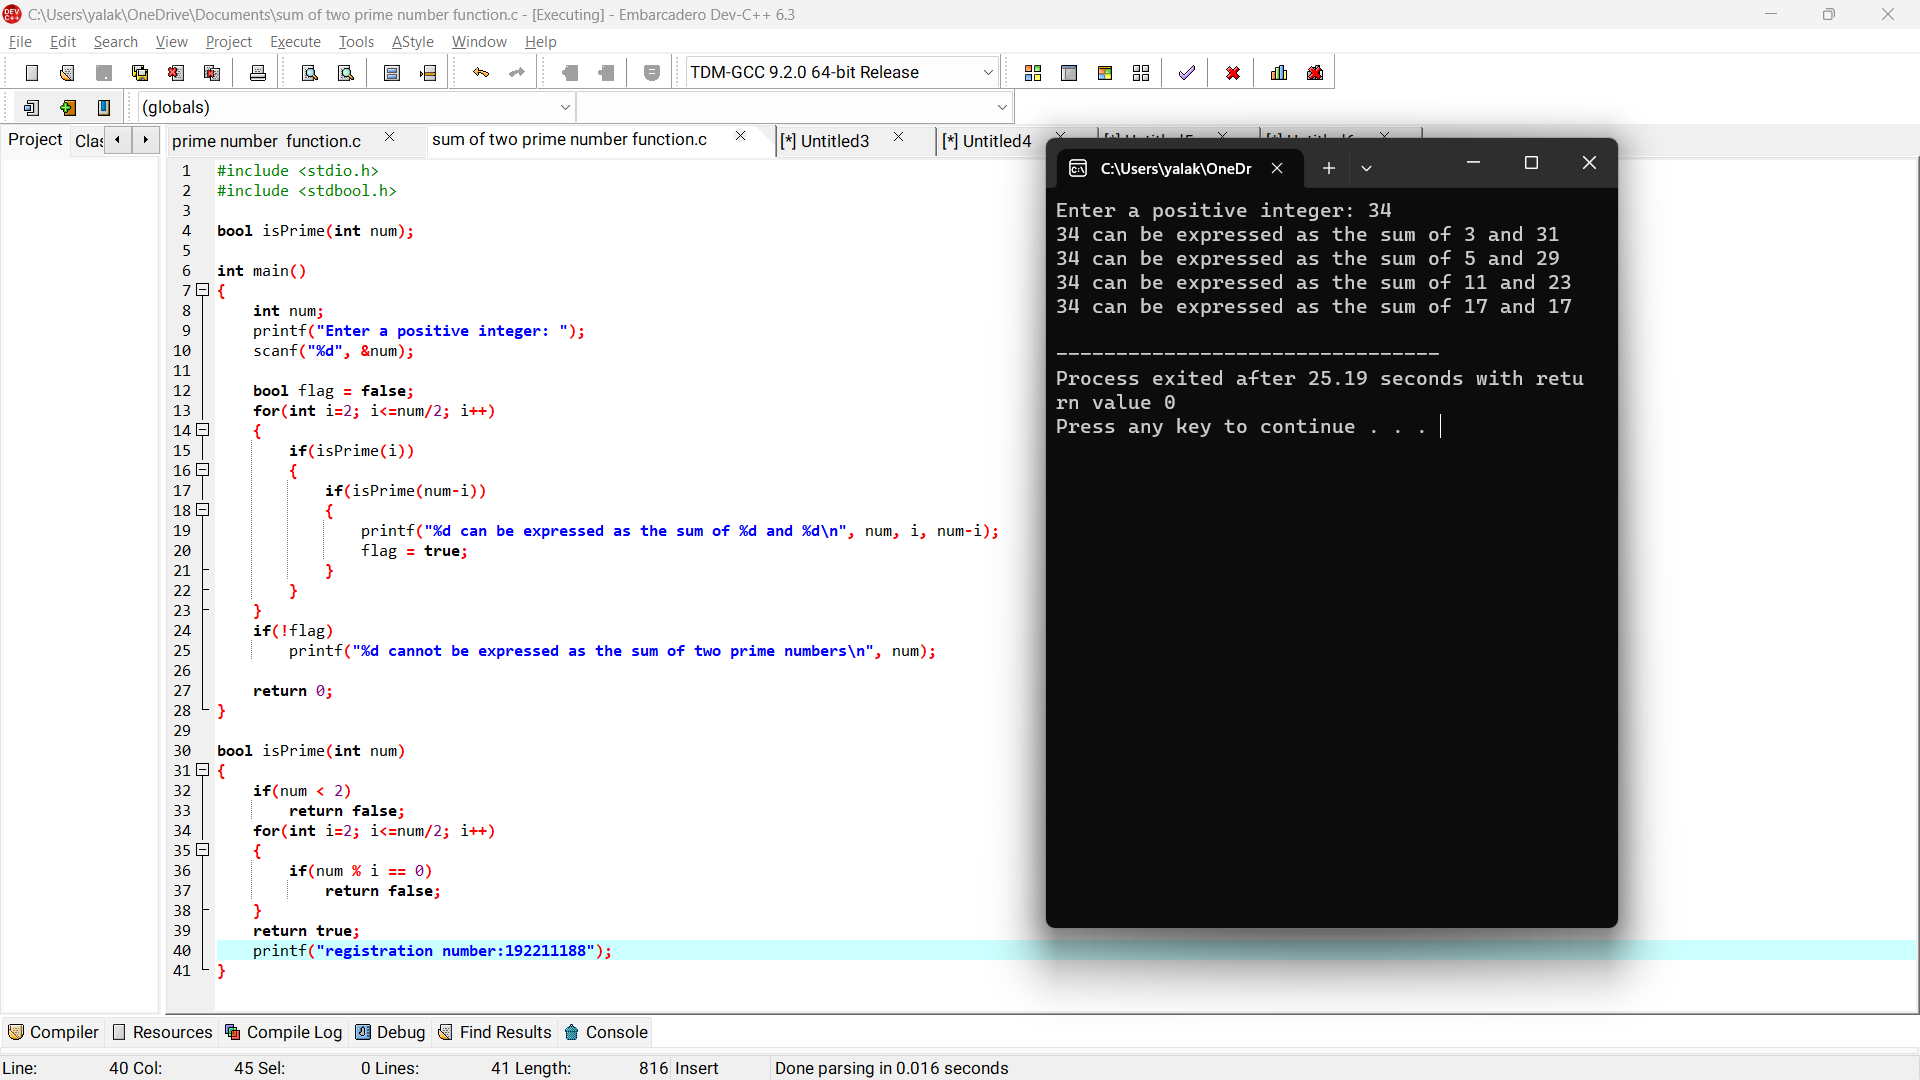 C:\Users\yalak\OneDrive\Documents\sum of two prime number function.c - [Executing] - Embarcadero Dev-C++ 6.3
File Edit Search View Project Execute Tools AStyle Window Help
TDM-GCC 9.2.0 64-bit Release
(globals)
Project Clas
prime number function.c
sum of two prime number function.c
[*] Untitled3
[*] Untitled4
1 #include <stdio.h>
2 #include <stdbool.h>
3
4 bool isPrime(int num);
5
6 int main()
7 {
8 int num;
9 printf("Enter a positive integer: ");
10 scanf("%d", &num);
11
12 bool flag = false;
13 for(int i=2; i<=num/2; i++)
14 {
15 if(isPrime(i))
16 {
17 if(isPrime(num-i))
18 {
19 printf("%d can be expressed as the sum of %d and %d\n", num, i, num-i);
20 flag = true;
21 }
22 }
23 }
24 if(!flag)
25 printf("%d cannot be expressed as the sum of two prime numbers\n", num);
26
27 return 0;
28 }
29
30 bool isPrime(int num)
31 {
32 if(num < 2)
33 return false;
34 for(int i=2; i<=num/2; i++)
35 {
36 if(num % i == 0)
37 return false;
38 }
39 return true;
40 printf("registration number:192211188");
41 }
C:\Users\yalak\OneDr
Enter a positive integer: 34
34 can be expressed as the sum of 3 and 31
34 can be expressed as the sum of 5 and 29
34 can be expressed as the sum of 11 and 23
34 can be expressed as the sum of 17 and 17
--------------------------------
Process exited after 25.19 seconds with retu
rn value 0
Press any key to continue . . .
Compiler Resources Compile Log Debug Find Results Console
Line: 40 Col: 45 Sel: 0 Lines: 41 Length: 816 Insert Done parsing in 0.016 seconds